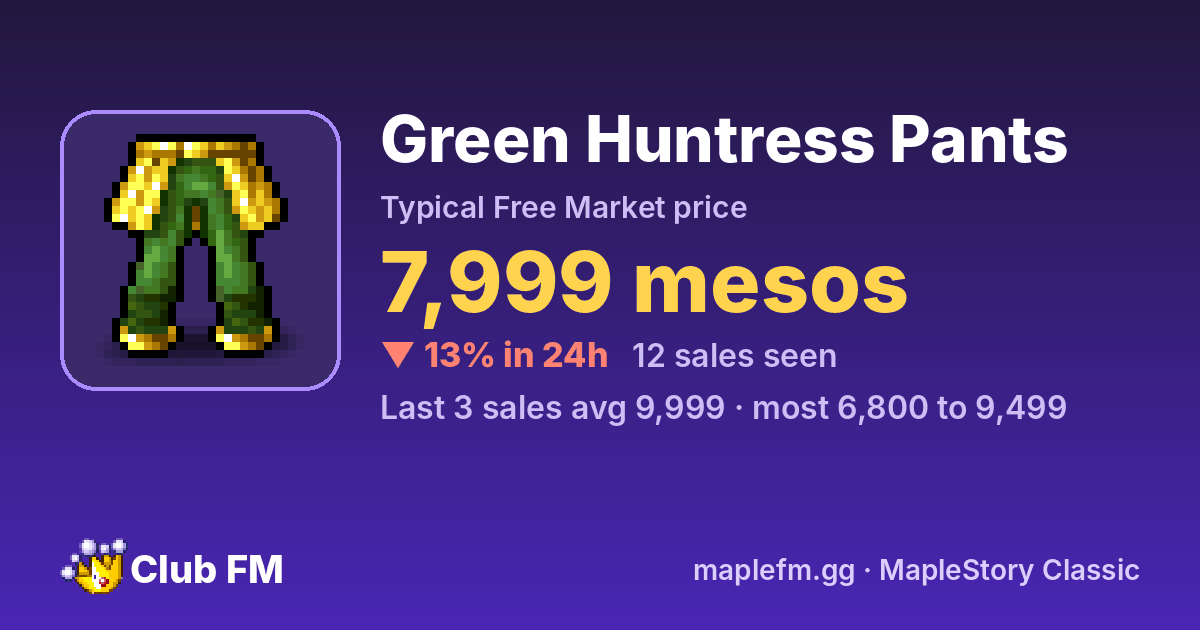 Green Huntress Pants
Typical Free Market price
7,999 mesos
▼ 13% in 24h 12 sales seen
Last 3 sales avg 9,999 · most 6,800 to 9,499
Club FM
maplefm.gg · MapleStory Classic